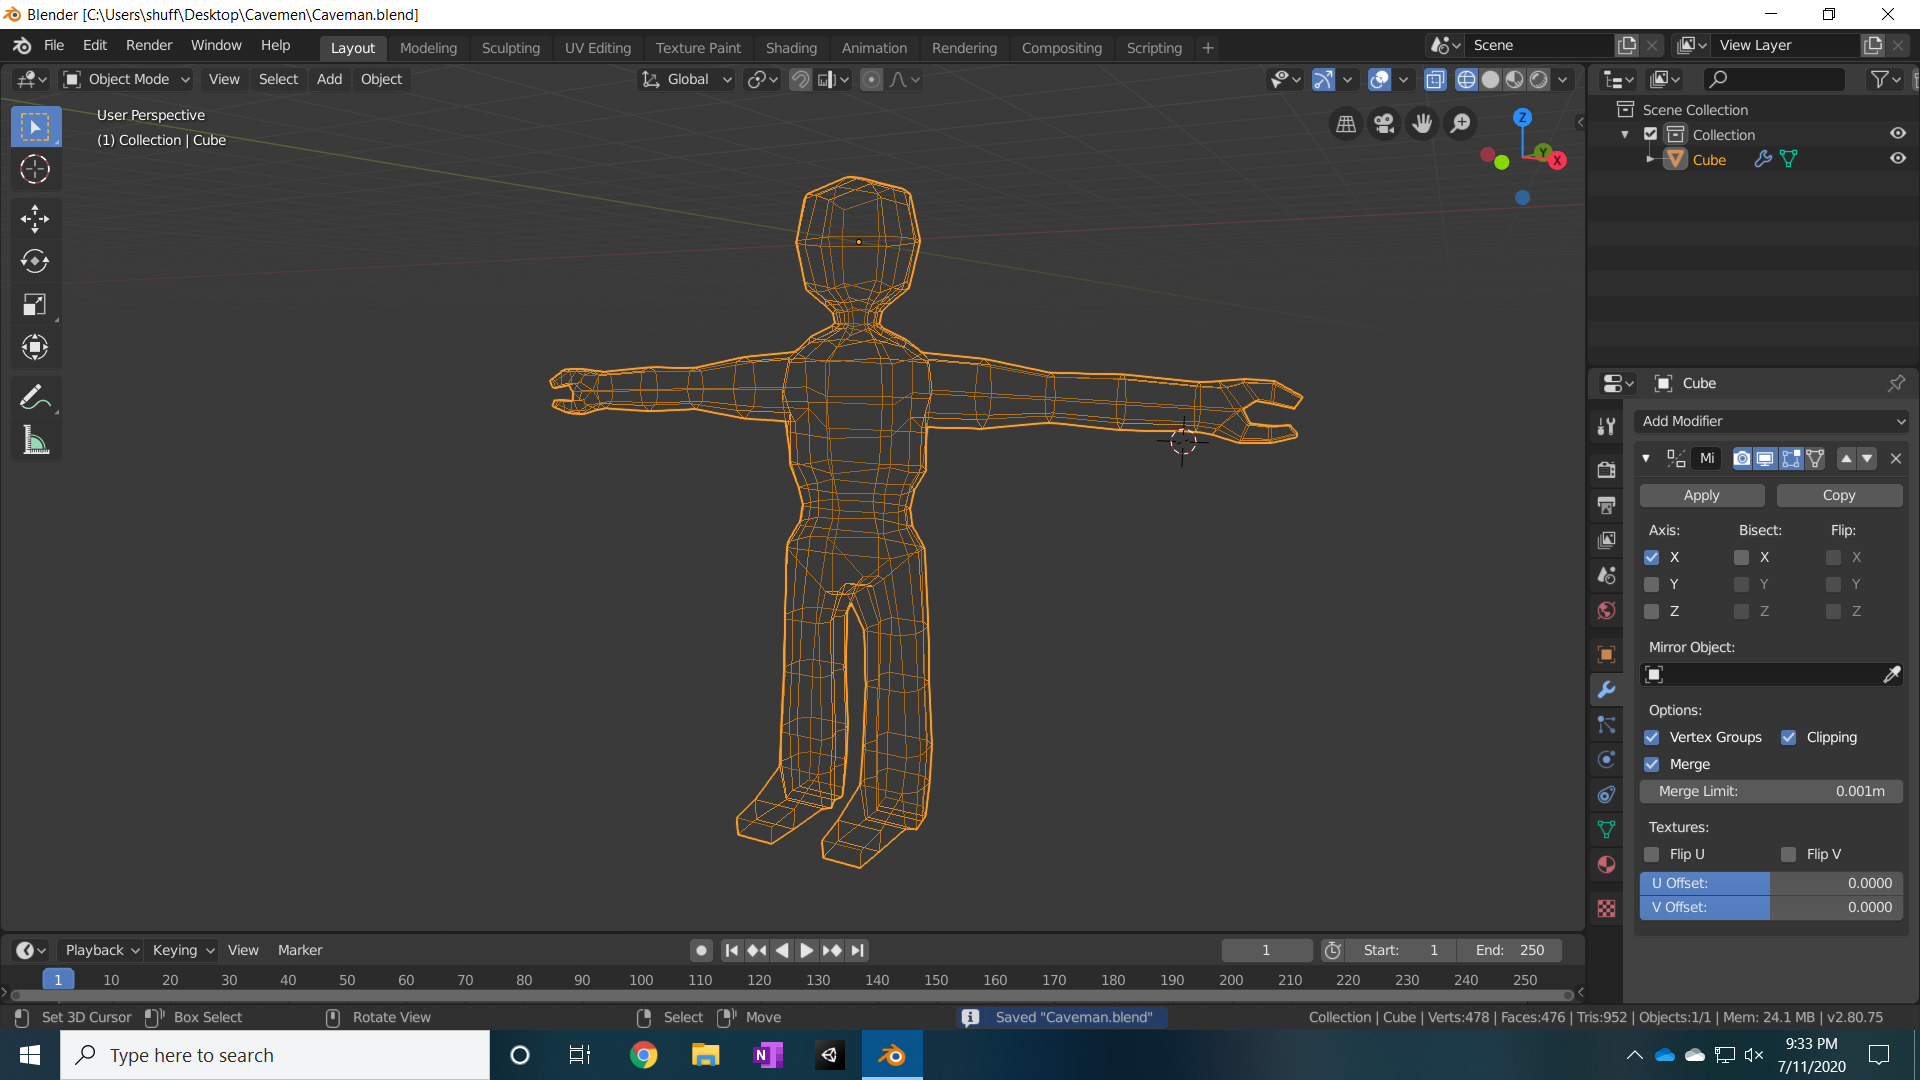 Blender [C:\Users\shuff\Desktop\Cavemen\Caveman.blend]
File Edit Render Window Help Layout Modeling Sculpting UV Editing Texture Paint Shading Animation Rendering Compositing Scripting + Scene View Layer
Object Mode View Select Add Object Global
User Perspective
(1) Collection | Cube
Z
Y
X
Scene Collection
Collection
Cube
Cube
Add Modifier
Mi
Apply Copy
Axis: Bisect: Flip:
X X X
Y Y Y
Z Z Z
Mirror Object:
Options:
Vertex Groups Clipping
Merge
Merge Limit: 0.001m
Textures:
Flip U Flip V
U Offset: 0.0000
V Offset: 0.0000
Playback Keying View Marker 1 Start: 1 End: 250
1 10 20 30 40 50 60 70 80 90 100 110 120 130 140 150 160 170 180 190 200 210 220 230 240 250
Set 3D Cursor Box Select Rotate View Select Move Saved "Caveman.blend" Collection | Cube | Verts:478 | Faces:476 | Tris:952 | Objects:1/1 | Mem: 24.1 MB | v2.80.75
Type here to search
N
9:33 PM
7/11/2020